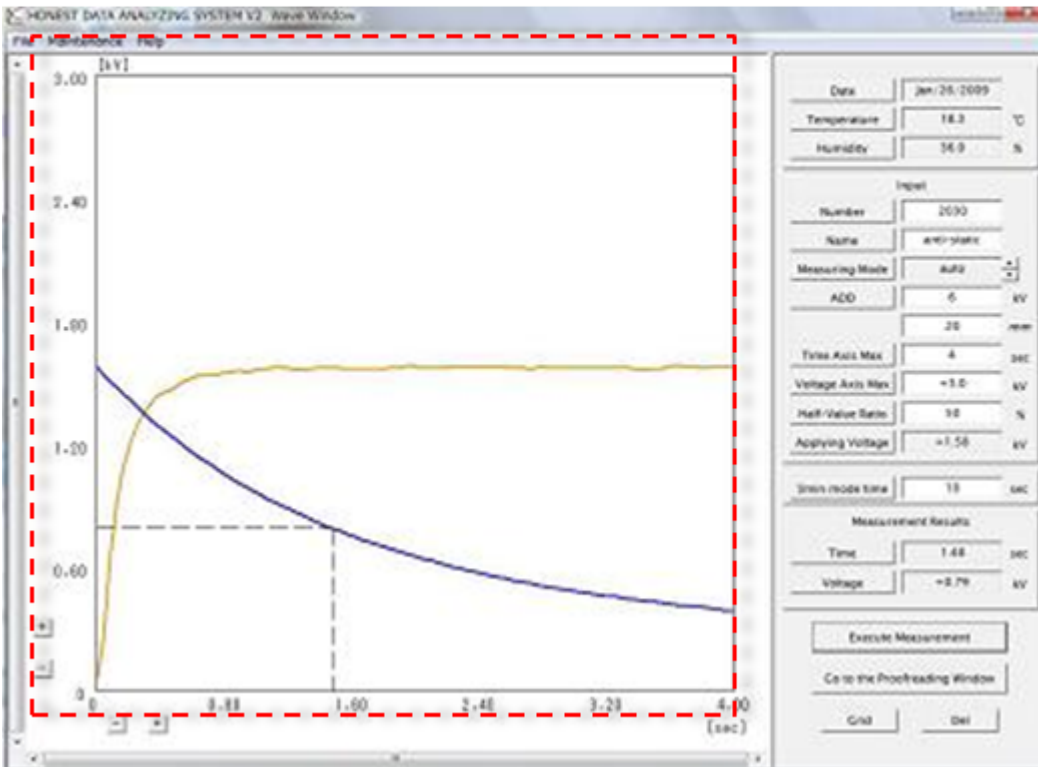 HONEST DATA ANALYZING SYSTEM V2 Wave Window
File Maintenance Help
[kV]
3.00
2.40
1.80
1.20
0.60
0
0 0.80 1.60 2.40 3.20 4.00
[sec]
Date Jan/26/2009
Temperature 18.3 ℃
Humidity 36.0 %
Input
Number 2030
Name anti-static
Measuring Mode auto
ADD 6 kV
20 mm
Time Axis Max 4 sec
Voltage Axis Max +3.0 kV
Half-Value Ratio 50 %
Applying Voltage +1.58 kV
5min mode time 15 sec
Measurement Results
Time 1.48 sec
Voltage +0.79 kV
Execute Measurement
Go to the Proofreading Window
Grid Del